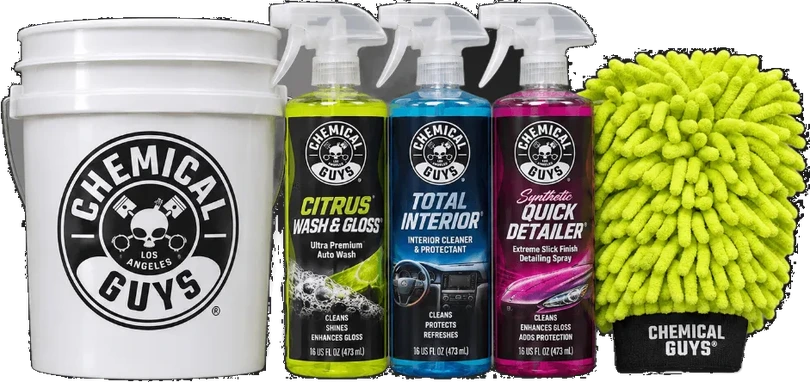 CHEMICAL
LOS
ANGELES
GUYS
®
CHEMICAL
GUYS
CITRUS
WASH & GLOSS®
Ultra Premium
Auto Wash
CLEANS
SHINES
ENHANCES GLOSS
16 US FL OZ (473 mL)
CHEMICAL
GUYS
TOTAL
INTERIOR®
INTERIOR CLEANER
& PROTECTANT
CLEANS
PROTECTS
REFRESHES
16 US FL OZ (473 mL)
CHEMICAL
GUYS
Synthetic
QUICK
DETAILER®
Extreme Slick Finish
Detailing Spray
CLEANS
ENHANCES GLOSS
ADDS PROTECTION
16 US FL OZ (473 mL)
CHEMICAL
GUYS®